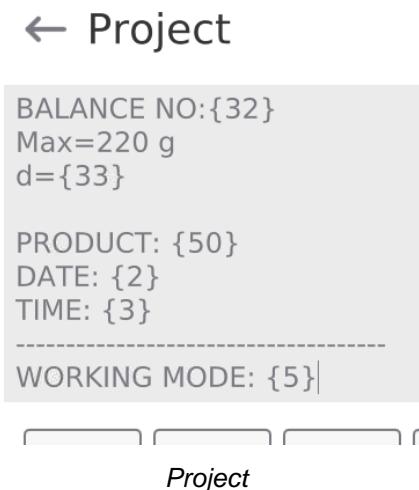 ← Project
BALANCE NO:{32}
Max=220 g
d={33}

PRODUCT: {50}
DATE: {2}
TIME: {3}
-------------------------------------
WORKING MODE: {5}
Project